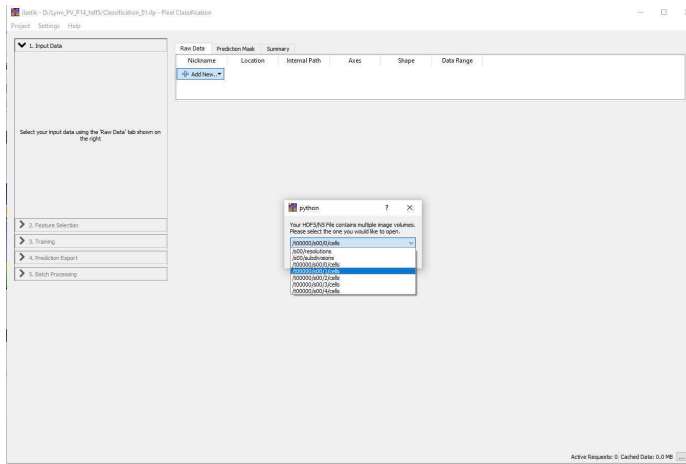 ilastik - D:/Lynn_PV_P14_hdf5/Classification_01.ilp - Pixel Classification
Project Settings Help
1. Input Data
Select your input data using the 'Raw Data' tab shown on
the right
2. Feature Selection
3. Training
4. Prediction Export
5. Batch Processing
Raw Data Prediction Mask Summary
Nickname Location Internal Path Axes Shape Data Range
Add New...
python ? ×
Your HDF5/N5 File contains multiple image volumes.
Please select the one you would like to open.
/t00000/s00/0/cells
/s00/resolutions
/s00/subdivisions
/t00000/s00/0/cells
/t00000/s00/1/cells
/t00000/s00/2/cells
/t00000/s00/3/cells
/t00000/s00/4/cells
Active Requests: 0 Cached Data: 0.0 MB ...